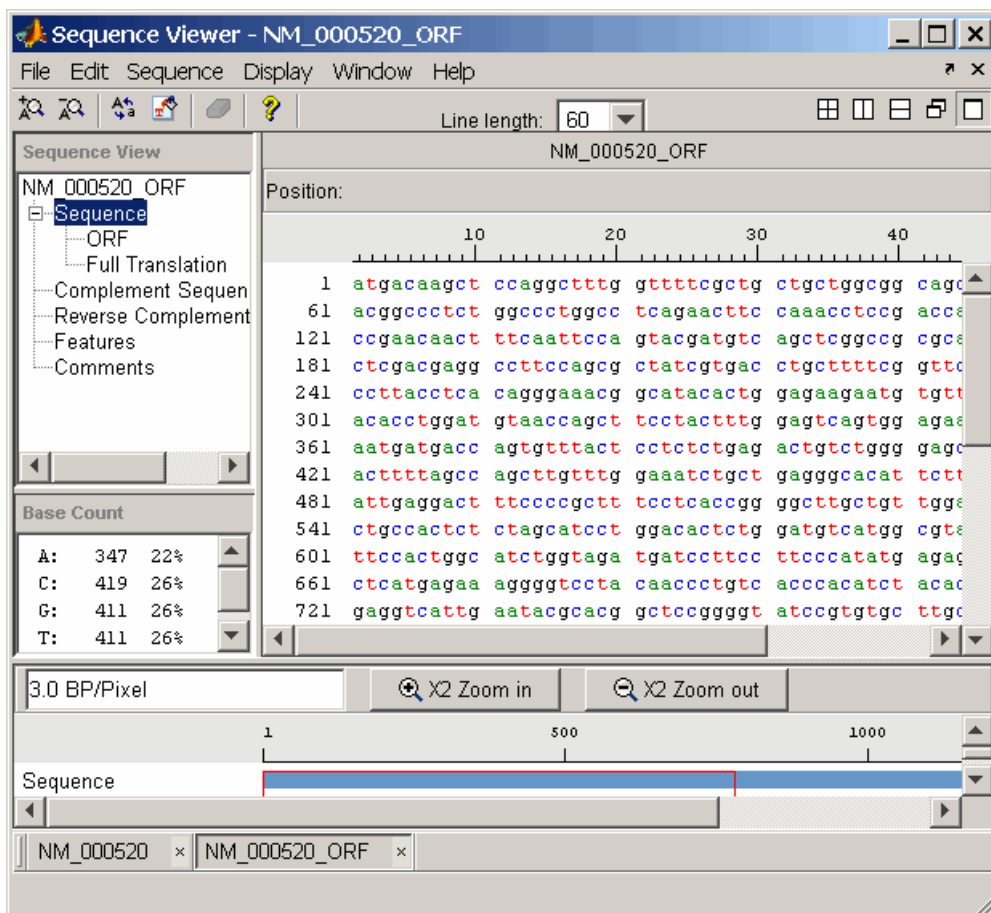 Sequence Viewer - NM_000520_ORF
File Edit Sequence Display Window Help
Line length: 60
Sequence View
NM_000520_ORF
Sequence
ORF
Full Translation
Complement Sequen
Reverse Complement
Features
Comments
NM_000520_ORF
Position:
10 20 30 40
1 atgacaagct ccaggctttg gttttcgctg ctgctggcgg cagc
61 acggccctct ggccctggcc tcagaacttc caaacctccg acca
121 ccgaacaact ttcaattcca gtacgatgtc agctcggccg cgca
181 ctcgacgagg ccttccagcg ctatcgtgac ctgcttttcg gttc
241 ccttacctca cagggaaacg gcatacactg gagaagaatg tgtt
301 acacctggat gtaaccagct tcctactttg gagtcagtgg agaa
361 aatgatgacc agtgtttact cctctctgag actgtctggg gagc
421 acttttagcc agcttgtttg gaaatctgct gagggcacat tctt
481 attgaggact ttccccgctt tcctcaccgg ggcttgctgt tgga
541 ctgccactct ctagcatcct ggacactctg gatgtcatgg cgta
601 ttccactggc atctggtaga tgatccttcc ttcccatatg agag
661 ctcatgagaa aggggtccta caaccctgtc acccacatct acac
721 gaggtcattg aatacgcacg gctccggggt atccgtgtgc ttgc
Base Count
A: 347 22%
C: 419 26%
G: 411 26%
T: 411 26%
3.0 BP/Pixel X2 Zoom in X2 Zoom out
1 500 1000
Sequence
NM_000520 × NM_000520_ORF ×